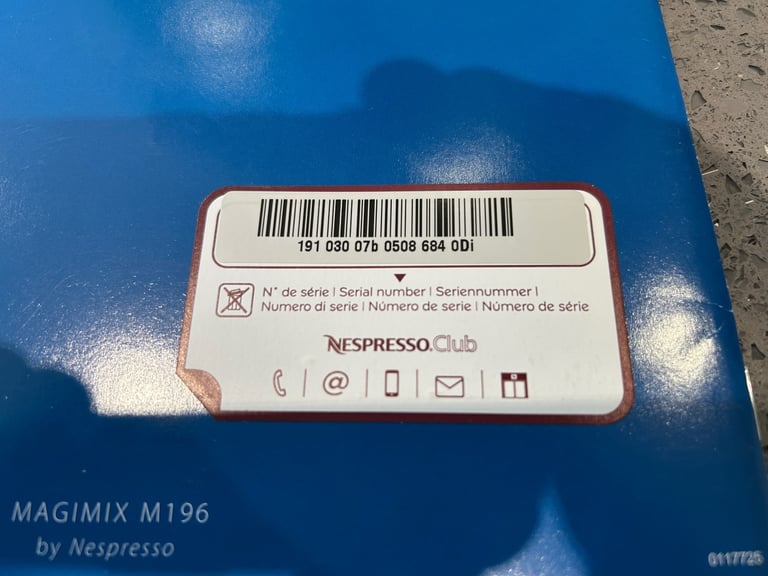 191 030 07b 0508 684 0Di
N° de série | Serial number | Seriennummer |
Numero di serie | Número de serie | Número de série
NESPRESSO.Club
@
MAGIMIX M196
by Nespresso
0117725